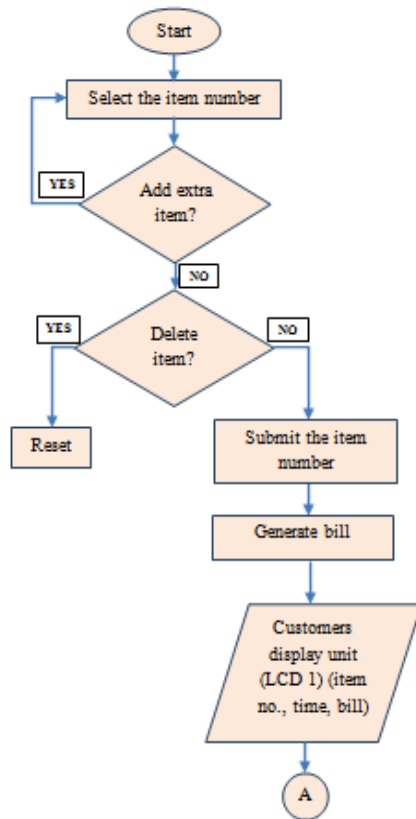 Start
Select the item number
YES
Add extra
item?
NO
YES
Delete
item?
NO
Reset
Submit the item
number
Generate bill
Customers
display unit
(LCD 1) (item
no., time, bill)
A